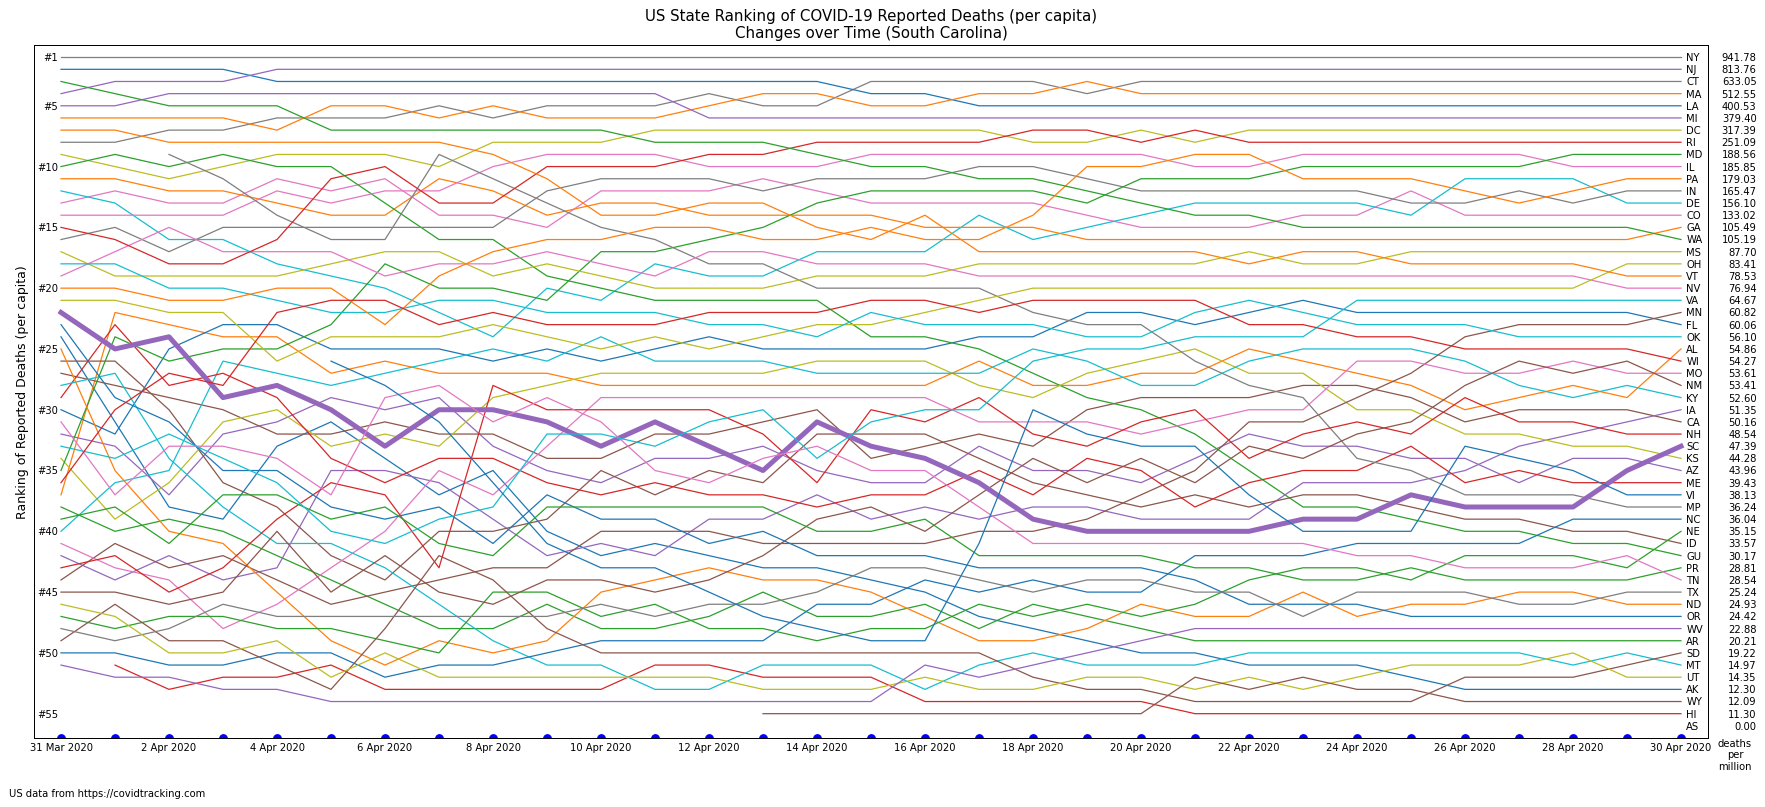 US State Ranking of COVID-19 Reported Deaths (per capita)
Changes over Time (South Carolina)
Ranking of Reported Deaths (per capita)
#1
#5
#10
#15
#20
#25
#30
#35
#40
#45
#50
#55
NY 941.78
NJ 813.76
CT 633.05
MA 512.55
LA 400.53
MI 379.40
DC 317.39
RI 251.09
MD 188.56
IL 185.85
PA 179.03
IN 165.47
DE 156.10
CO 133.02
GA 105.49
WA 105.19
MS 87.70
OH 83.41
VT 78.53
NV 76.94
VA 64.67
MN 60.82
FL 60.06
OK 56.10
AL 54.86
WI 54.27
MO 53.61
NM 53.41
KY 52.60
IA 51.35
CA 50.16
NH 48.54
SC 47.39
KS 44.28
AZ 43.96
ME 39.43
VI 38.13
MP 36.24
NC 36.04
NE 35.15
ID 33.57
GU 30.17
PR 28.81
TN 28.54
TX 25.24
ND 24.93
OR 24.42
WV 22.88
AR 20.21
SD 19.22
MT 14.97
UT 14.35
AK 12.30
WY 12.09
HI 11.30
AS 0.00
31 Mar 2020 2 Apr 2020 4 Apr 2020 6 Apr 2020 8 Apr 2020 10 Apr 2020 12 Apr 2020 14 Apr 2020 16 Apr 2020 18 Apr 2020 20 Apr 2020 22 Apr 2020 24 Apr 2020 26 Apr 2020 28 Apr 2020 30 Apr 2020
deaths
per
million
US data from https://covidtracking.com